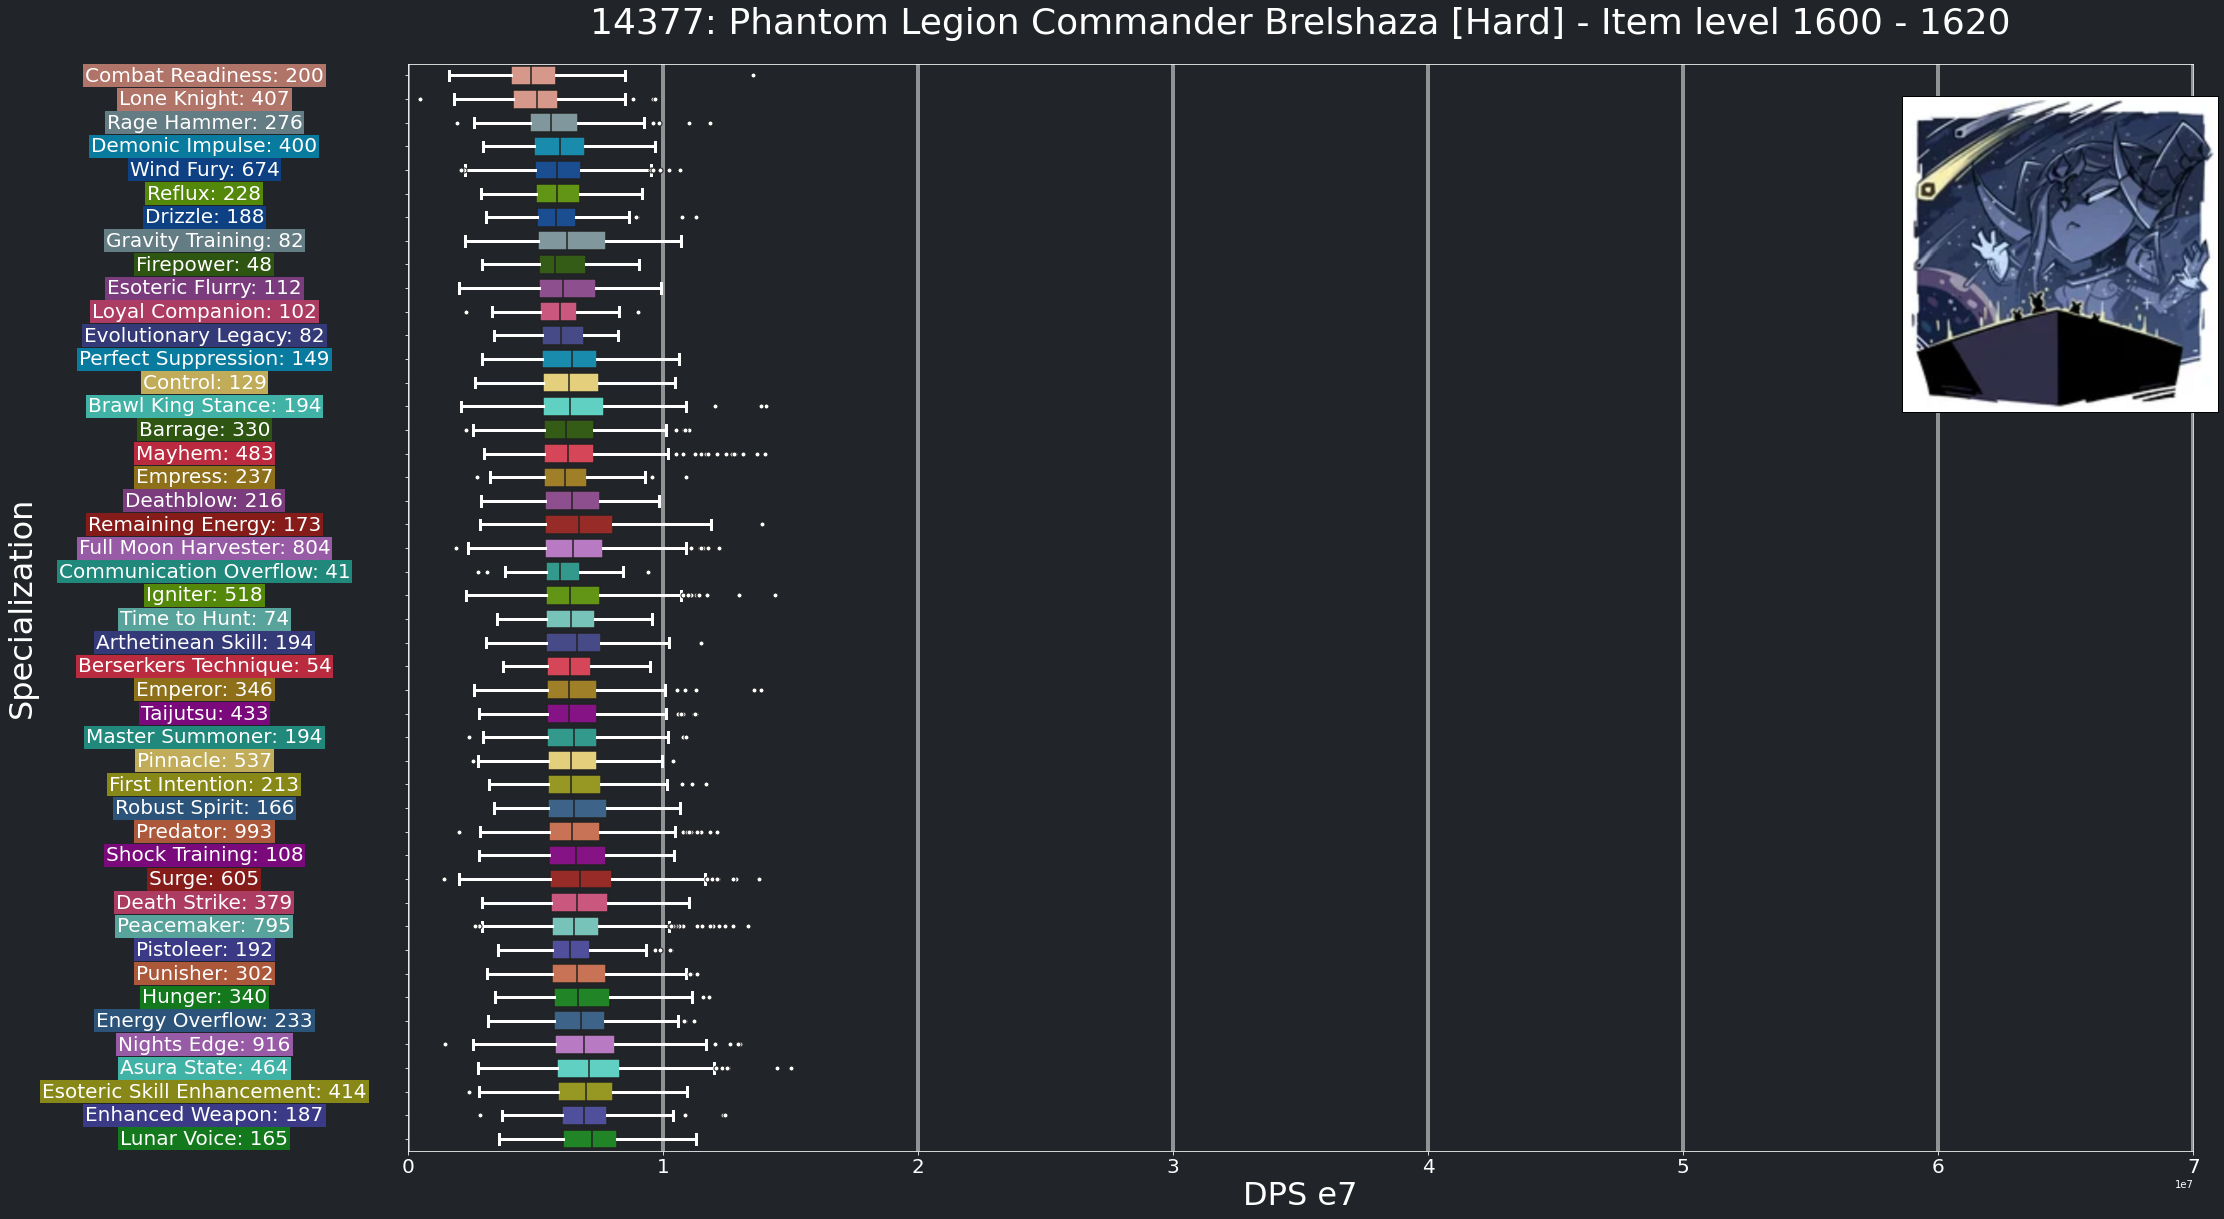 14377: Phantom Legion Commander Brelshaza [Hard] - Item level 1600 - 1620
Specialization
Combat Readiness: 200
Lone Knight: 407
Rage Hammer: 276
Demonic Impulse: 400
Wind Fury: 674
Reflux: 228
Drizzle: 188
Gravity Training: 82
Firepower: 48
Esoteric Flurry: 112
Loyal Companion: 102
Evolutionary Legacy: 82
Perfect Suppression: 149
Control: 129
Brawl King Stance: 194
Barrage: 330
Mayhem: 483
Empress: 237
Deathblow: 216
Remaining Energy: 173
Full Moon Harvester: 804
Communication Overflow: 41
Igniter: 518
Time to Hunt: 74
Arthetinean Skill: 194
Berserkers Technique: 54
Emperor: 346
Taijutsu: 433
Master Summoner: 194
Pinnacle: 537
First Intention: 213
Robust Spirit: 166
Predator: 993
Shock Training: 108
Surge: 605
Death Strike: 379
Peacemaker: 795
Pistoleer: 192
Punisher: 302
Hunger: 340
Energy Overflow: 233
Nights Edge: 916
Asura State: 464
Esoteric Skill Enhancement: 414
Enhanced Weapon: 187
Lunar Voice: 165
0 1 2 3 4 5 6 7
1e7
DPS e7